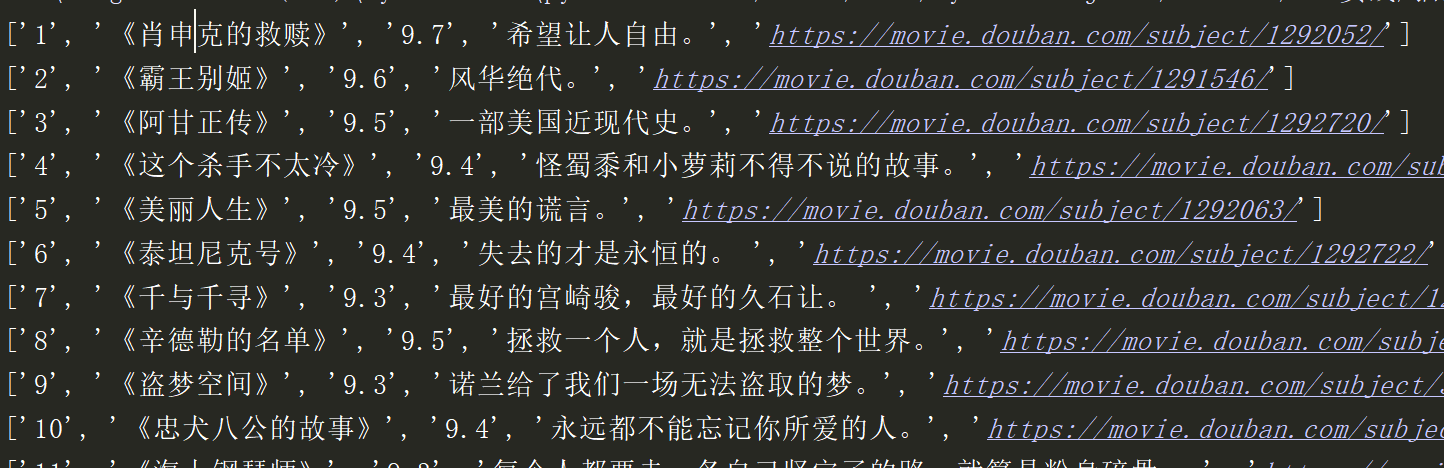 ['1', '《肖申克的救赎》', '9.7', '希望让人自由。', 'https://movie.douban.com/subject/1292052/']
['2', '《霸王别姬》', '9.6', '风华绝代。', 'https://movie.douban.com/subject/1291546/']
['3', '《阿甘正传》', '9.5', '一部美国近现代史。', 'https://movie.douban.com/subject/1292720/']
['4', '《这个杀手不太冷》', '9.4', '怪蜀黍和小萝莉不得不说的故事。', 'https://movie.douban.com/sub
['5', '《美丽人生》', '9.5', '最美的谎言。', 'https://movie.douban.com/subject/1292063/']
['6', '《泰坦尼克号》', '9.4', '失去的才是永恒的。 ', 'https://movie.douban.com/subject/1292722/'
['7', '《千与千寻》', '9.3', '最好的宫崎骏，最好的久石让。 ', 'https://movie.douban.com/subject/12
['8', '《辛德勒的名单》', '9.5', '拯救一个人，就是拯救整个世界。', 'https://movie.douban.com/subje
['9', '《盗梦空间》', '9.3', '诺兰给了我们一场无法盗取的梦。', 'https://movie.douban.com/subject/
['10', '《忠犬八公的故事》', '9.4', '永远都不能忘记你所爱的人。', 'https://movie.douban.com/subject